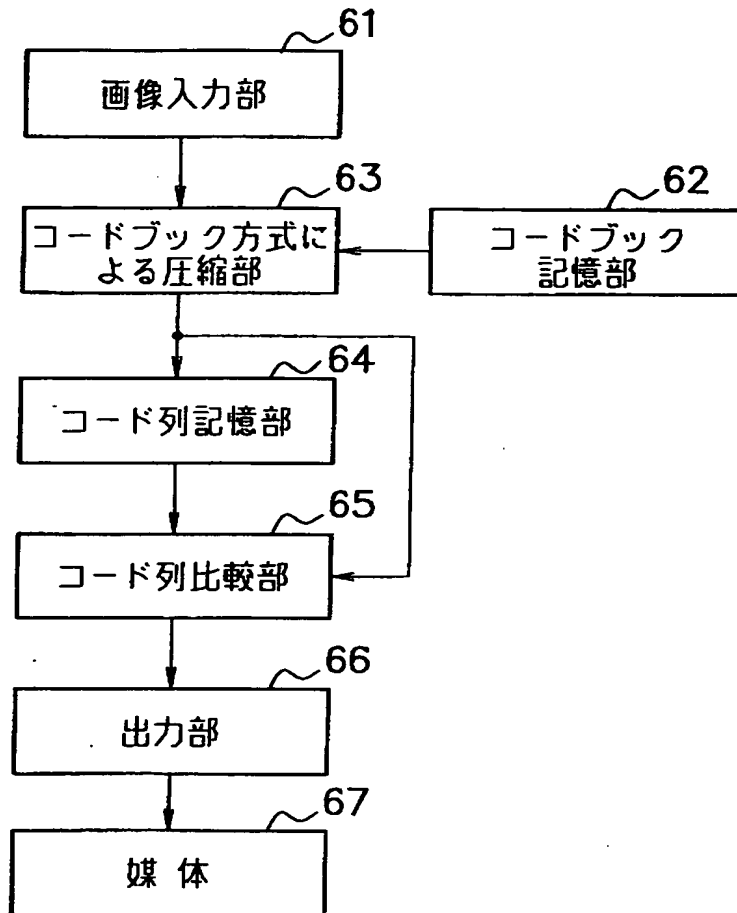 61
画像入力部
63
コードブック方式に
よる圧縮部
62
コードブック
記憶部
64
コード列記憶部
65
コード列比較部
66
出力部
67
媒体